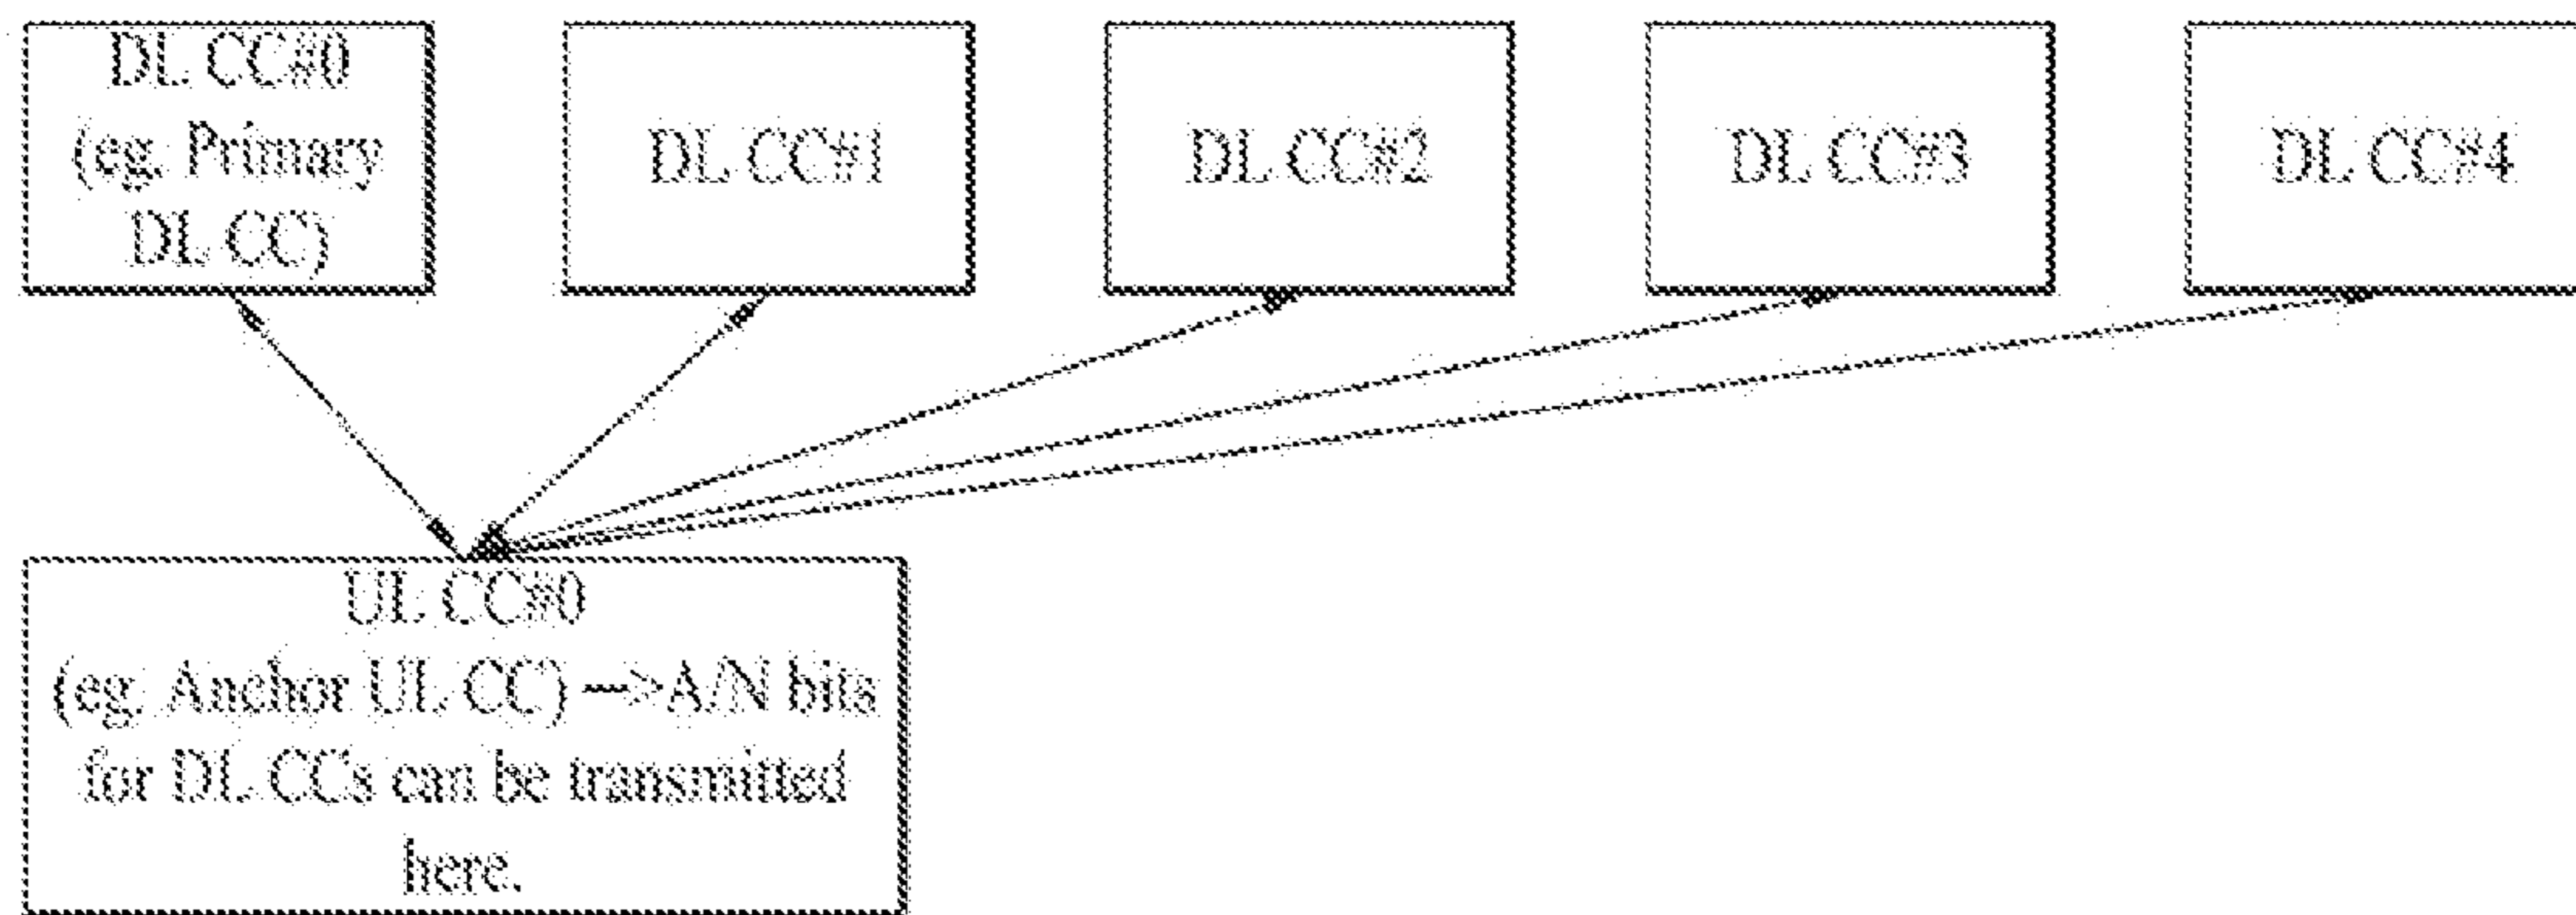 DL CC#0
(eg. Primary
DL CC)
DL CC#1
DL CC#2
DL CC#3
DL CC#4
UL CC#0
(eg. Anchor UL CC) --->A/N bits
for DL CCs can be transmitted
here.